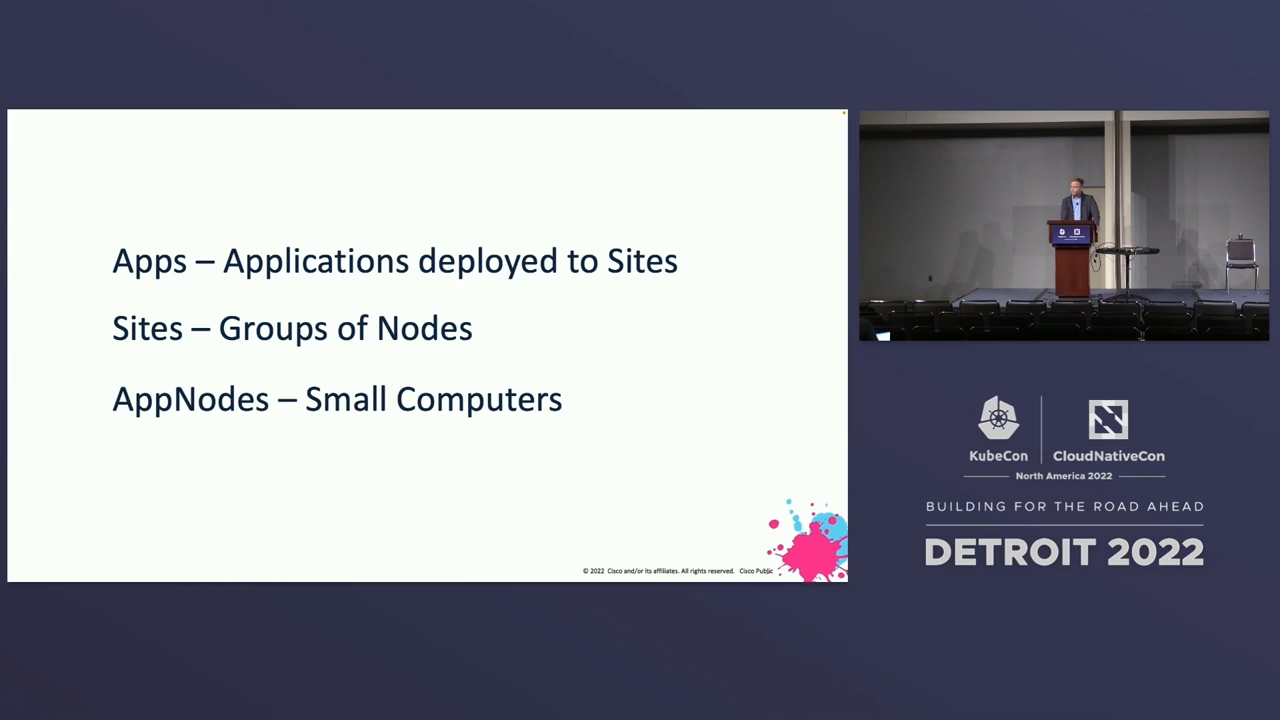 Apps – Applications deployed to Sites
Sites – Groups of Nodes
AppNodes – Small Computers
© 2022 Cisco and/or its affiliates. All rights reserved. Cisco Public
KubeCon
CloudNativeCon
North America 2022
BUILDING FOR THE ROAD AHEAD
DETROIT 2022